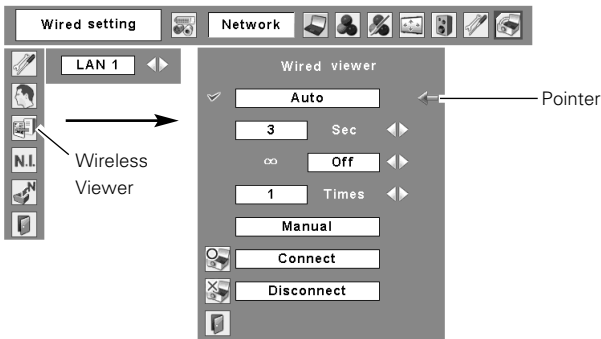 Wired setting
Network
LAN 1
Wired viewer
Auto
Pointer
3 Sec
∞ Off
1 Times
Manual
Connect
Disconnect
N.I.
N
Wireless
Viewer